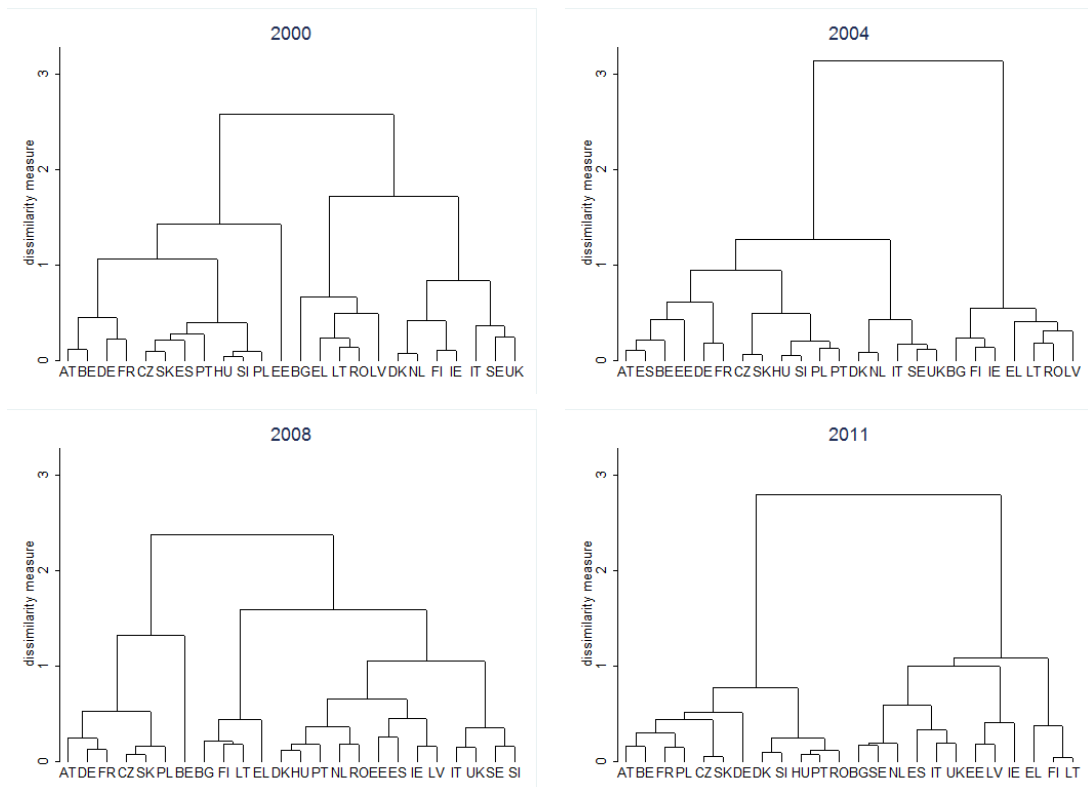 2000
3
2
1
0
dissimilarity measure
AT BE DE FR CZ SK ES PT HU SI PL EE BG EL LT RO LV DK NL FI IE IT SE UK
2004
3
2
1
0
dissimilarity measure
AT ES BE EE DE FR CZ SK HU SI PL PT DK NL IT SE UK BG FI IE EL LT RO LV
2008
3
2
1
0
dissimilarity measure
AT DE FR CZ SK PL BE BG FI LT EL DK HU PT NL RO EE ES IE LV IT UK SE SI
2011
3
2
1
0
dissimilarity measure
AT BE FR PL CZ SK DE DK SI HU PT RO BG SE NL ES IT UK EE LV IE EL FI LT